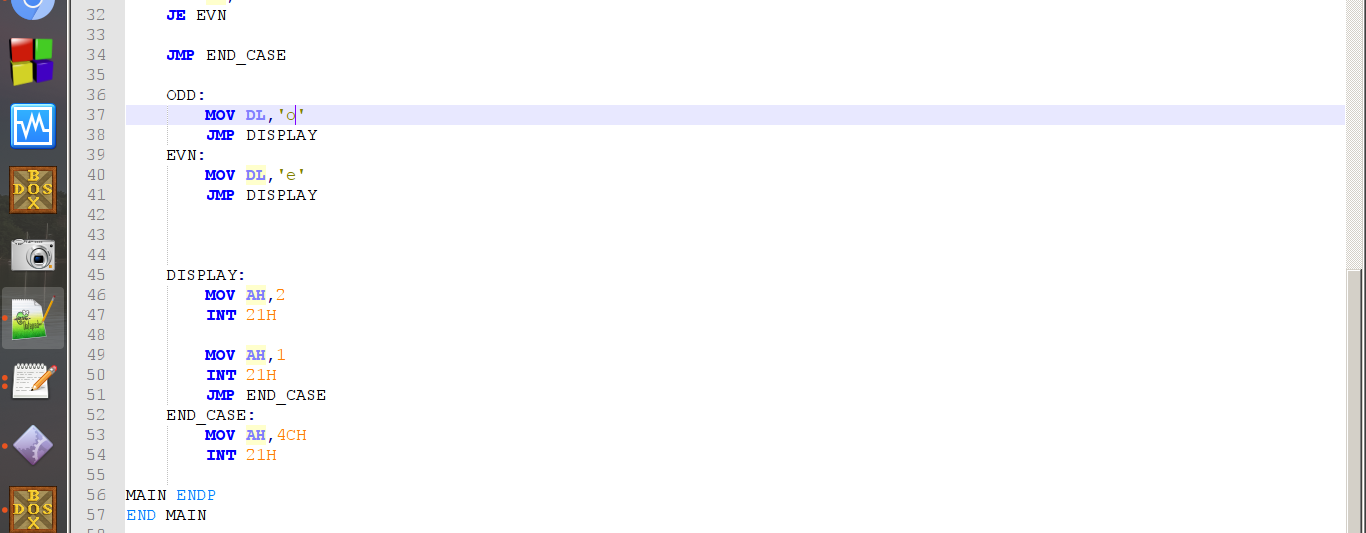 32 JE EVN
33
34 JMP END_CASE
35
36 ODD:
37 MOV DL,'o'
38 JMP DISPLAY
39 EVN:
40 MOV DL,'e'
41 JMP DISPLAY
42
43
44
45 DISPLAY:
46 MOV AH,2
47 INT 21H
48
49 MOV AH,1
50 INT 21H
51 JMP END_CASE
52 END_CASE:
53 MOV AH,4CH
54 INT 21H
55
56 MAIN ENDP
57 END MAIN
B
DOS
X
B
DOS
X